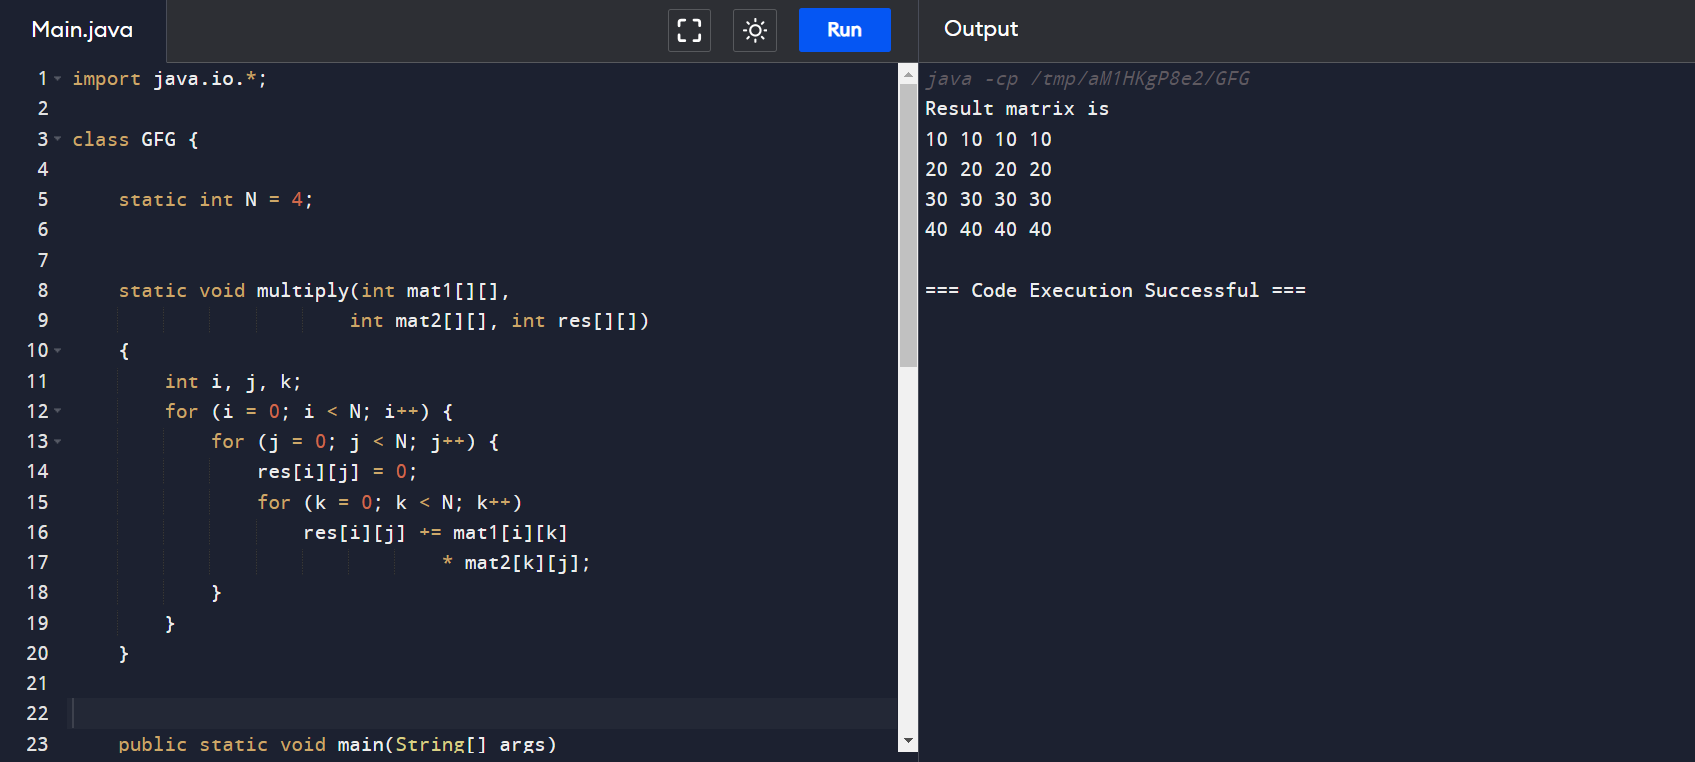 Main.java
Run
Output
1 import java.io.*;
2
3 class GFG {
4
5     static int N = 4;
6
7
8     static void multiply(int mat1[][],
9                         int mat2[][], int res[][])
10     {
11         int i, j, k;
12         for (i = 0; i < N; i++) {
13             for (j = 0; j < N; j++) {
14                 res[i][j] = 0;
15                 for (k = 0; k < N; k++)
16                     res[i][j] += mat1[i][k]
17                                 * mat2[k][j];
18             }
19         }
20     }
21
22
23     public static void main(String[] args)
java -cp /tmp/aM1HKgP8e2/GFG
Result matrix is
10 10 10 10
20 20 20 20
30 30 30 30
40 40 40 40
=== Code Execution Successful ===